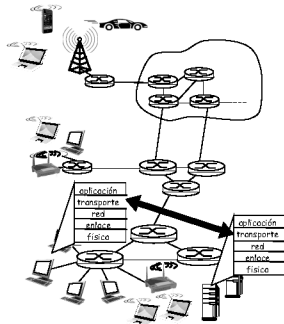 aplicación
transporte
red
enlace
física
aplicación
transporte
red
enlace
física